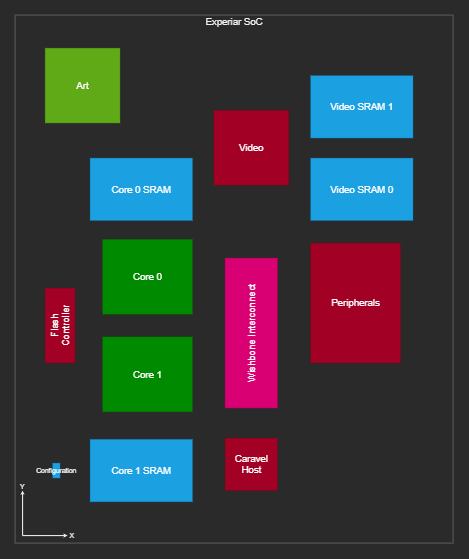 Experiar SoC
Art
Video SRAM 1
Video
Core 0 SRAM
Video SRAM 0
Core 0
Peripherals
Flash
Controller
Wishbone Interconnect
Core 1
Caravel
Host
Configuration
Core 1 SRAM
Y
X